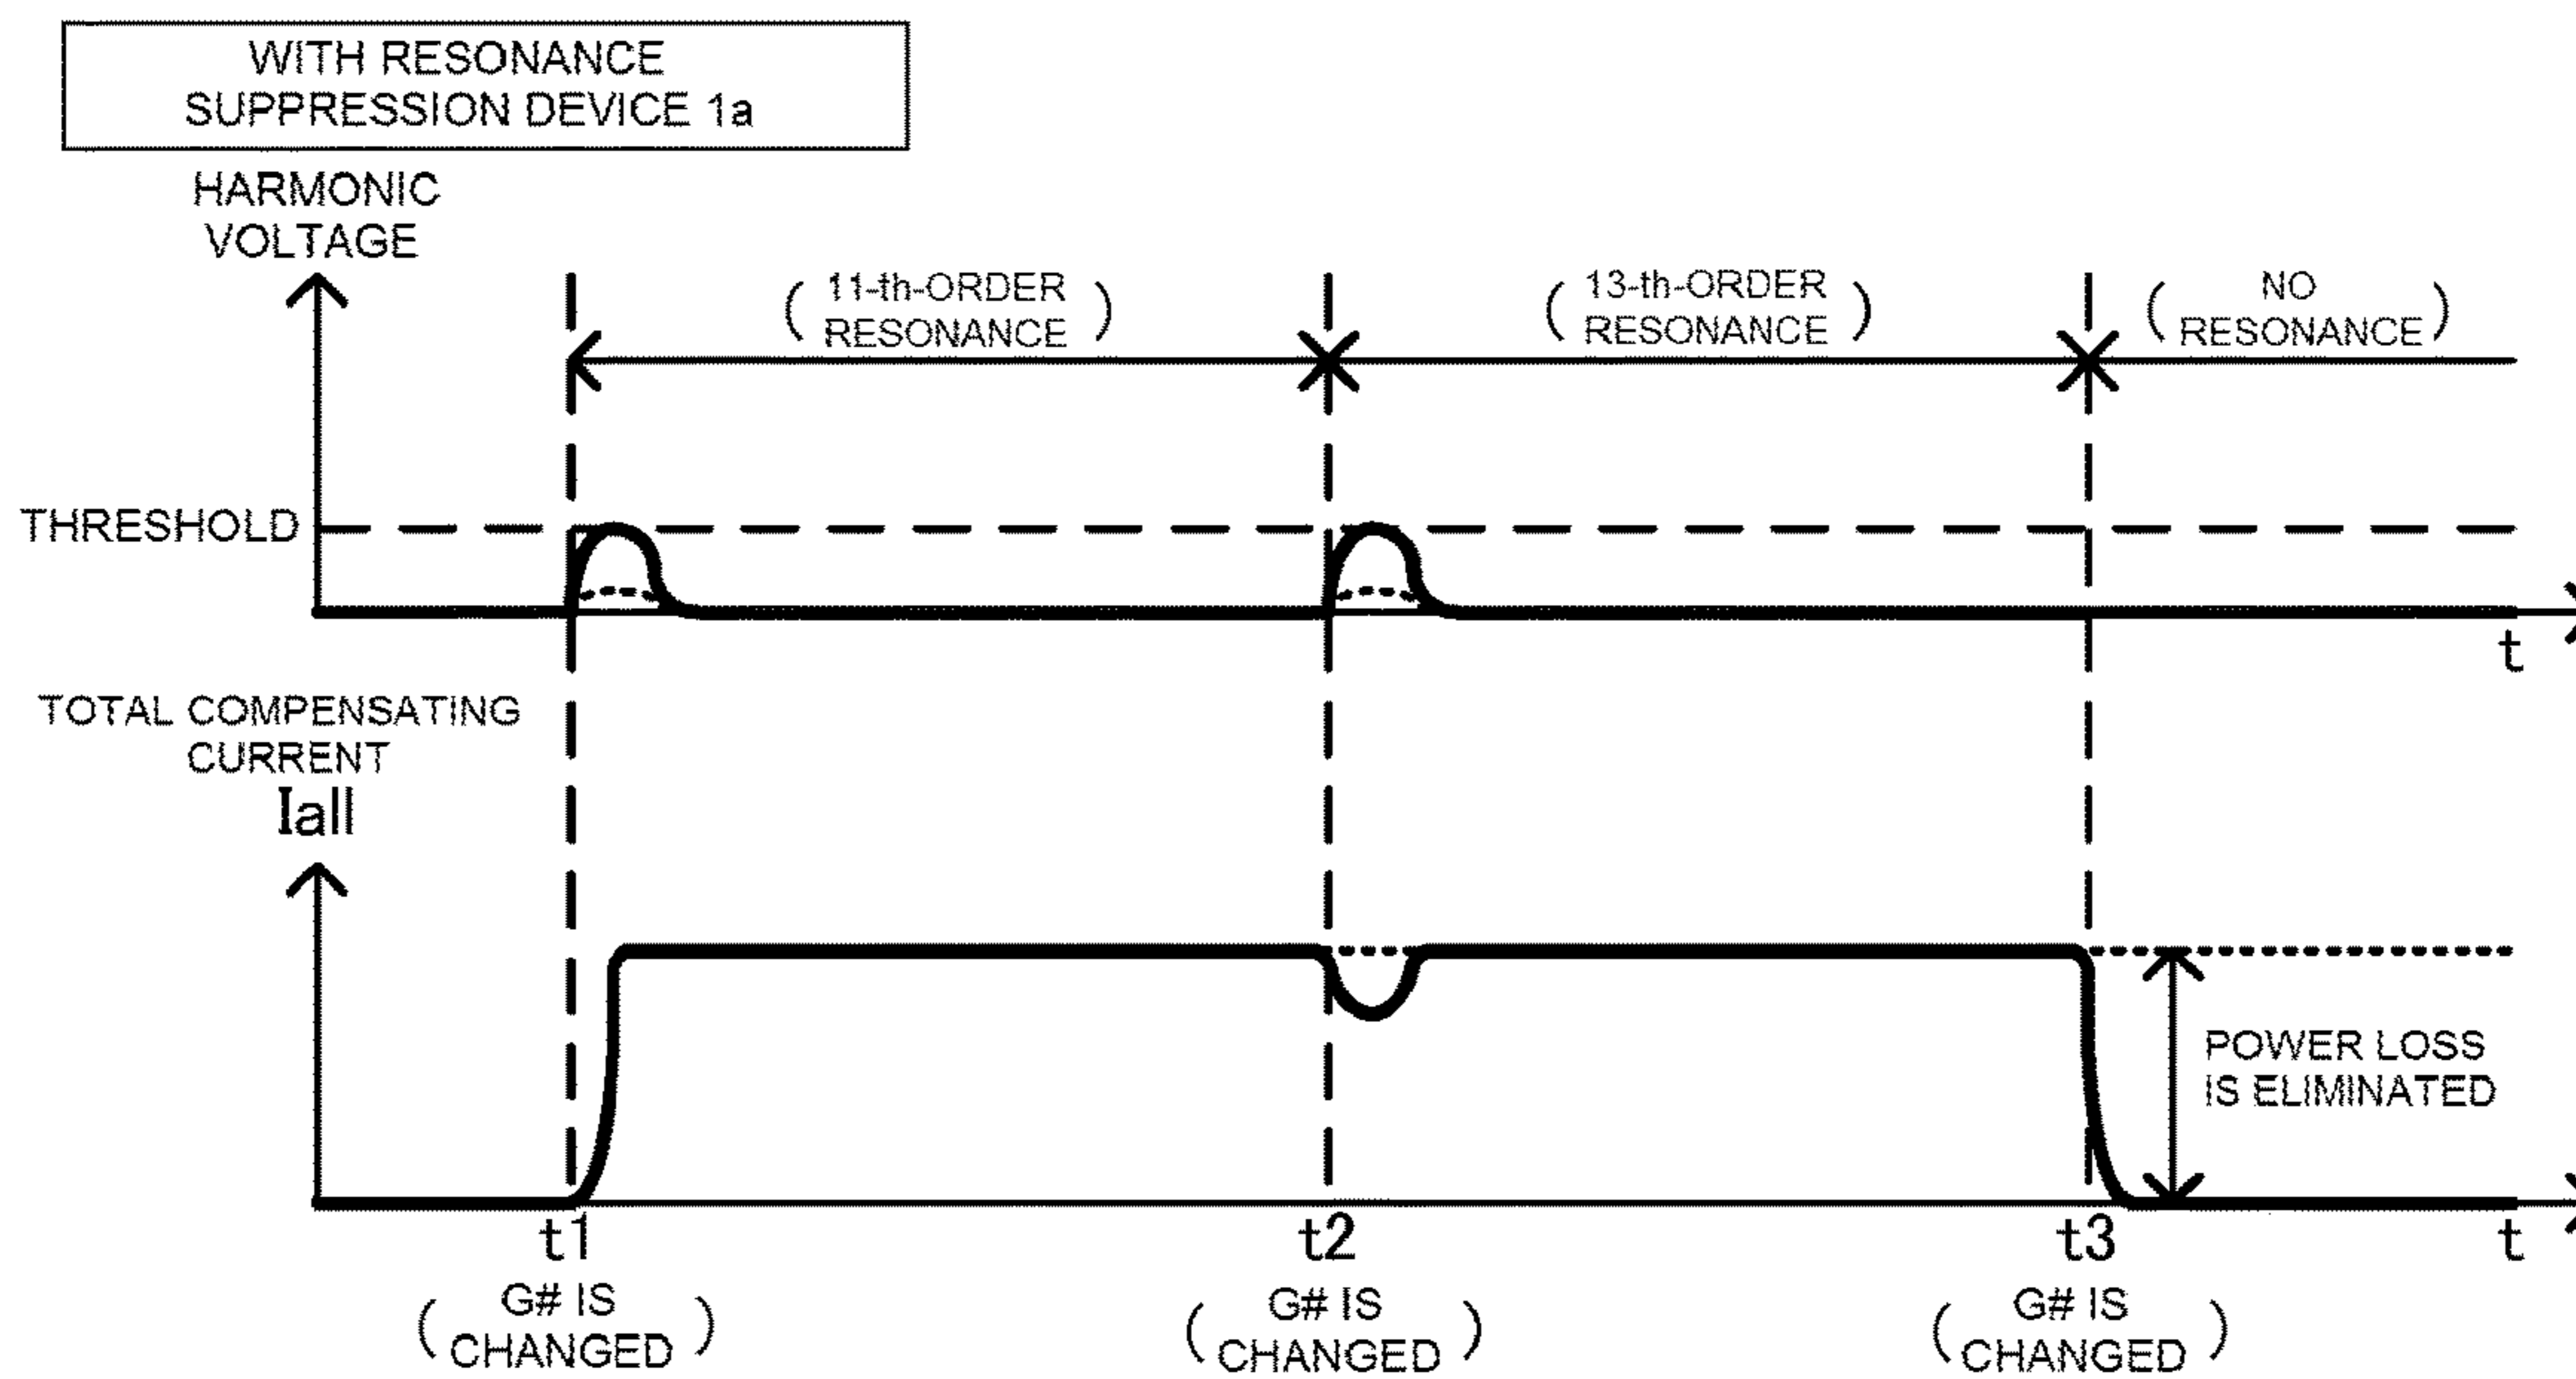 WITH RESONANCE
SUPPRESSION DEVICE 1a
HARMONIC
VOLTAGE
( 11-th-ORDER
RESONANCE )
( 13-th-ORDER
RESONANCE )
( NO
RESONANCE )
THRESHOLD
t
TOTAL COMPENSATING
CURRENT
Iall
POWER LOSS
IS ELIMINATED
t1
t2
t3
t
( G# IS
CHANGED )
( G# IS
CHANGED )
( G# IS
CHANGED )